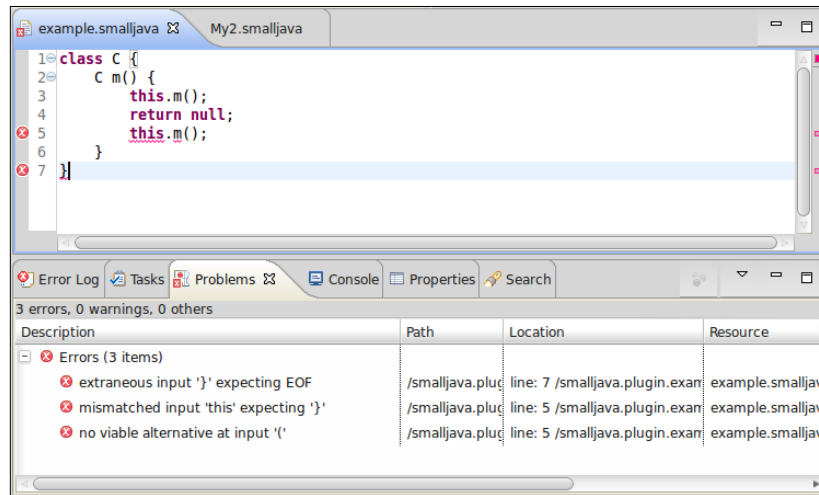 example.smalljava My2.smalljava
1 class C {
2 C m() {
3 this.m();
4 return null;
5 this.m();
6 }
7 }
Error Log Tasks Problems Console Properties Search
3 errors, 0 warnings, 0 others
Description Path Location Resource
Errors (3 items)
extraneous input '}' expecting EOF /smalljava.plug line: 7 /smalljava.plugin.exam example.smalljav
mismatched input 'this' expecting '}' /smalljava.plug line: 5 /smalljava.plugin.exam example.smalljav
no viable alternative at input '(' /smalljava.plug line: 5 /smalljava.plugin.exam example.smalljav